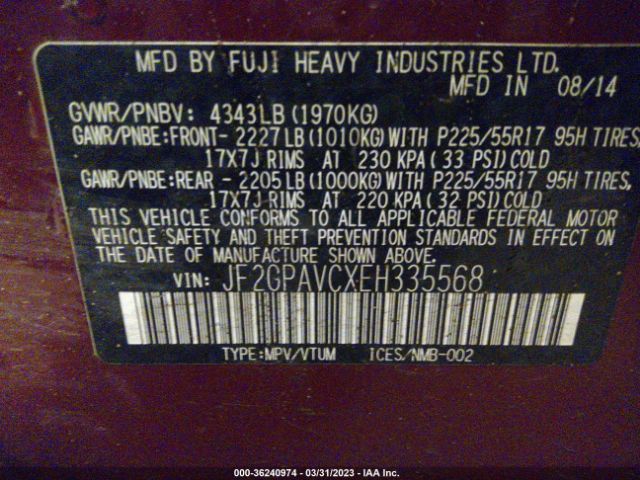 MFD BY FUJI HEAVY INDUSTRIES LTD.
MFD IN 08/14
GVWR/PNBV: 4343LB(1970KG)
GAWR/PNBE:FRONT-2227LB(1010KG)WITH P225/55R17 95H TIRES,
17X7J RIMS AT 230 KPA(33 PSI)COLD
GAWR/PNBE:REAR -2205LB(1000KG)WITH P225/55R17 95H TIRES,
17X7J RIMS AT 220 KPA(32 PSI)COLD
THIS VEHICLE CONFORMS TO ALL APPLICABLE FEDERAL MOTOR
VEHICLE SAFETY AND THEFT PREVENTION STANDARDS IN EFFECT ON
THE DATE OF MANUFACTURE SHOWN ABOVE.
VIN: JF2GPAVCXEH335568
TYPE:MPV/VTUM ICES/NMB-002
000-36240974 - 03/31/2023 - IAA Inc.